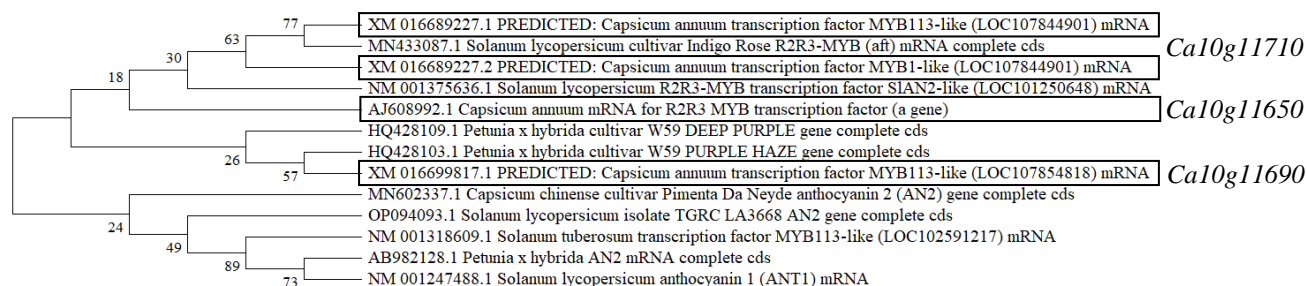 77
XM 016689227.1 PREDICTED: Capsicum annuum transcription factor MYB113-like (LOC107844901) mRNA
63
MN433087.1 Solanum lycopersicum cultivar Indigo Rose R2R3-MYB (aft) mRNA complete cds
Ca10g11710
30
XM 016689227.2 PREDICTED: Capsicum annuum transcription factor MYB1-like (LOC107844901) mRNA
18
NM 001375636.1 Solanum lycopersicum R2R3-MYB transcription factor SlAN2-like (LOC101250648) mRNA
AJ608992.1 Capsicum annuum mRNA for R2R3 MYB transcription factor (a gene)
Ca10g11650
HQ428109.1 Petunia x hybrida cultivar W59 DEEP PURPLE gene complete cds
26
HQ428103.1 Petunia x hybrida cultivar W59 PURPLE HAZE gene complete cds
57
XM 016699817.1 PREDICTED: Capsicum annuum transcription factor MYB113-like (LOC107854818) mRNA
Ca10g11690
MN602337.1 Capsicum chinense cultivar Pimenta Da Neyde anthocyanin 2 (AN2) gene complete cds
24
OP094093.1 Solanum lycopersicum isolate TGRC LA3668 AN2 gene complete cds
49
NM 001318609.1 Solanum tuberosum transcription factor MYB113-like (LOC102591217) mRNA
89
AB982128.1 Petunia x hybrida AN2 mRNA complete cds
73
NM 001247488.1 Solanum lycopersicum anthocyanin 1 (ANT1) mRNA